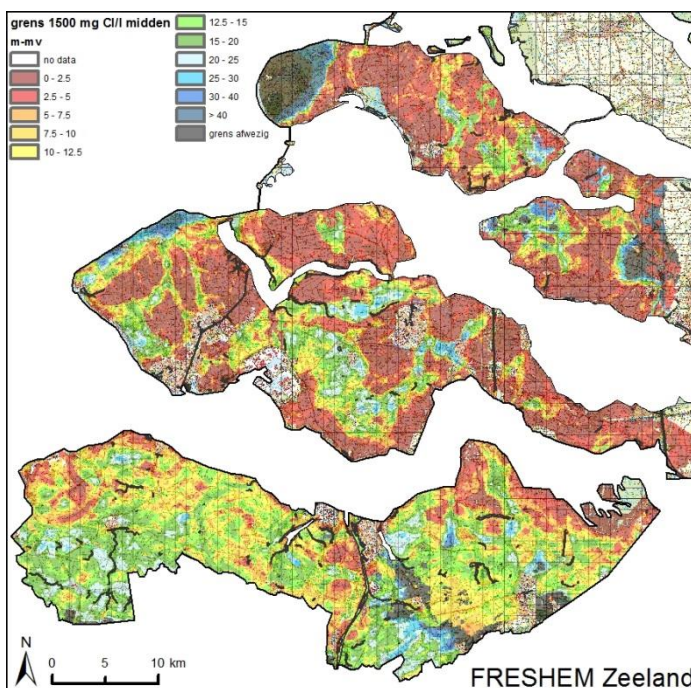 grens 1500 mg Cl/l midden
m-mv
no data
0 - 2.5
2.5 - 5
5 - 7.5
7.5 - 10
10 - 12.5
12.5 - 15
15 - 20
20 - 25
25 - 30
30 - 40
> 40
grens afwezig
N
0 5 10 km
FRESHEM Zeeland